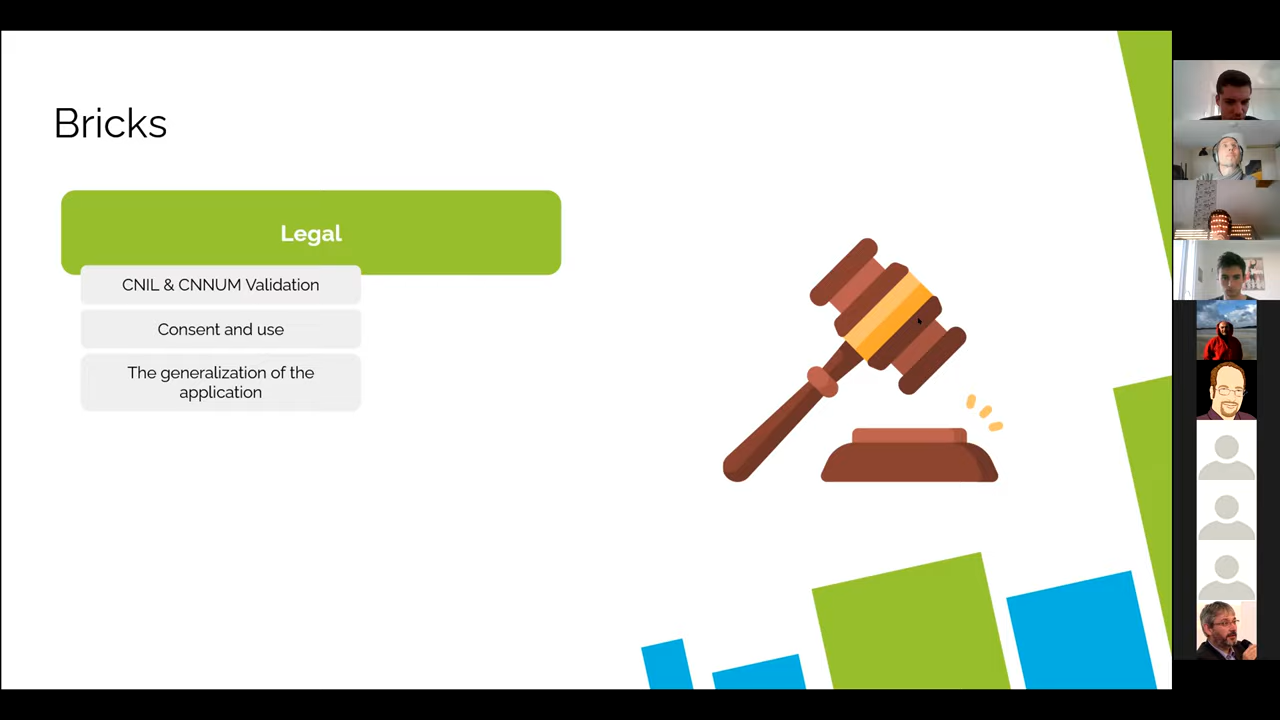 Bricks
Legal
CNIL & CNNUM Validation
Consent and use
The generalization of the
application